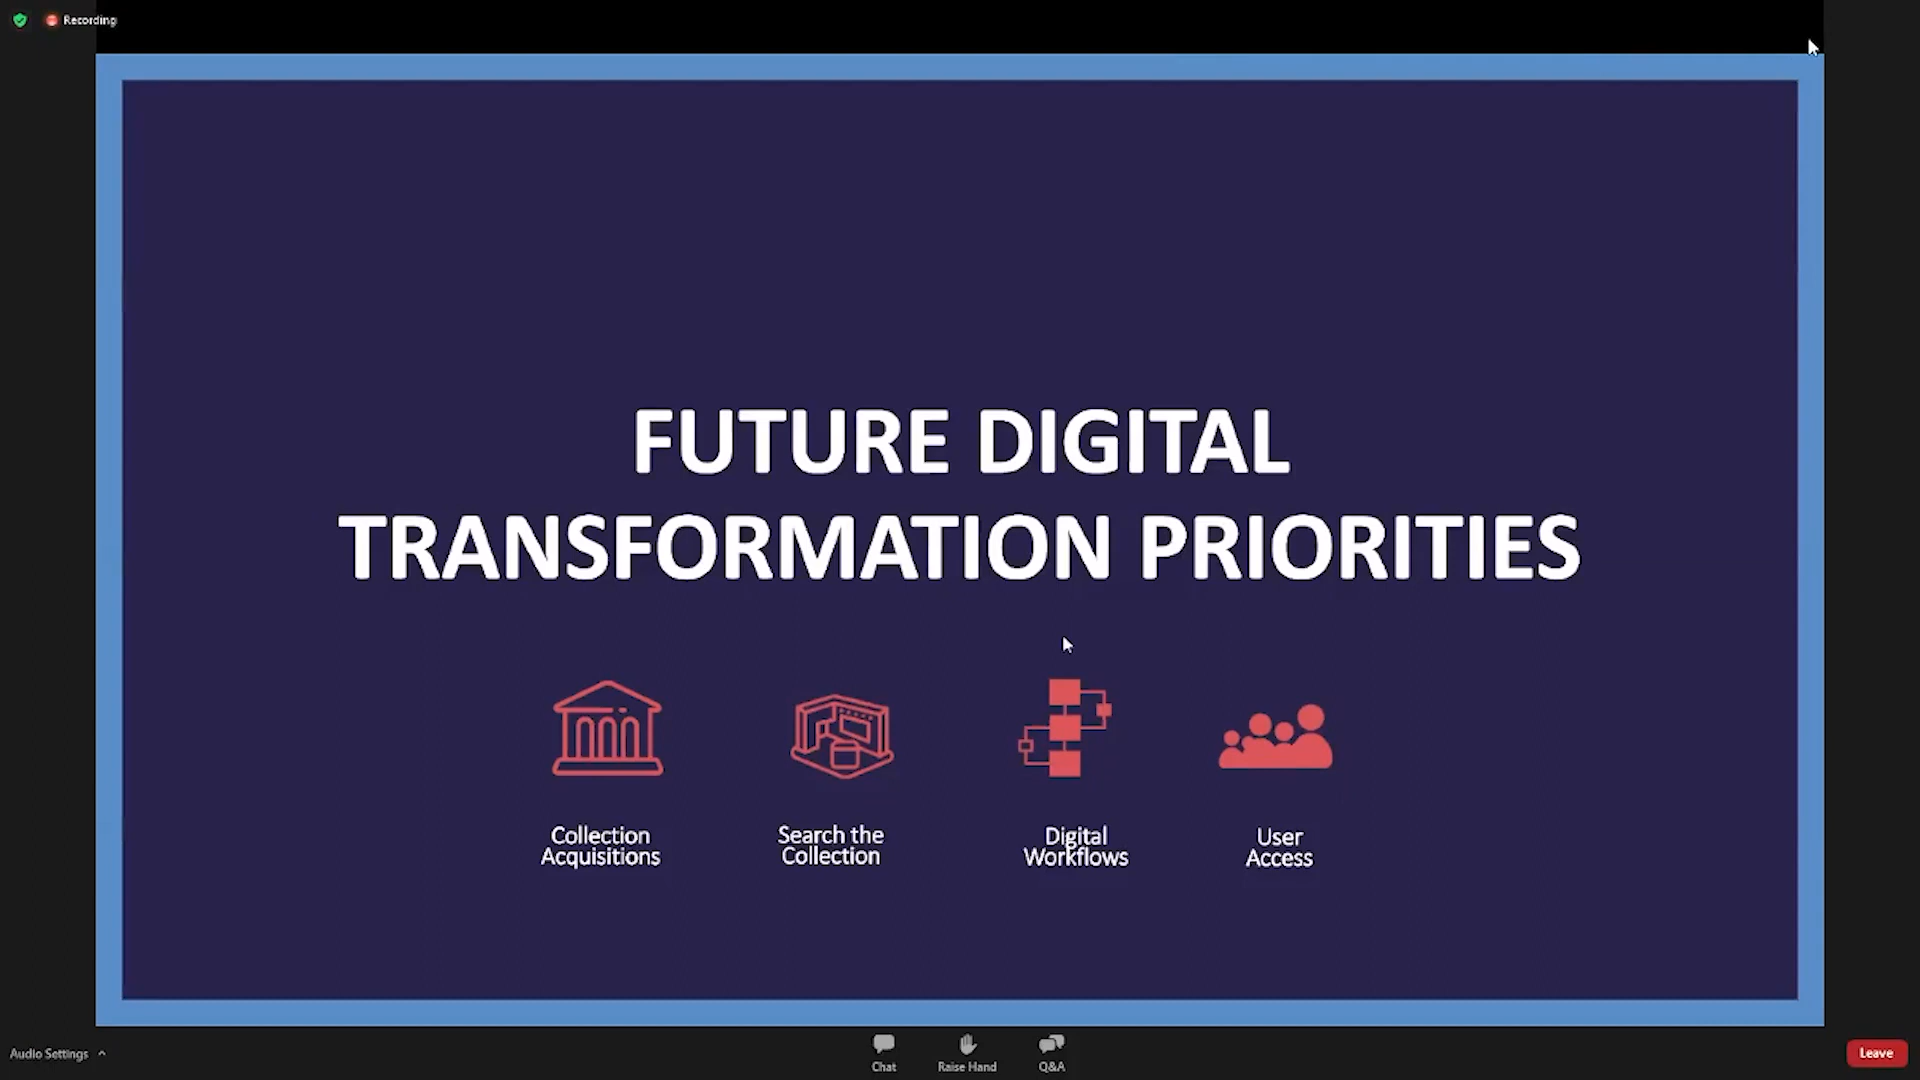 Recording
FUTURE DIGITAL
TRANSFORMATION PRIORITIES
Collection
Acquisitions
Search the
Collection
Digital
Workflows
User
Access
Audio Settings
Chat
Raise Hand
Q&A
Leave